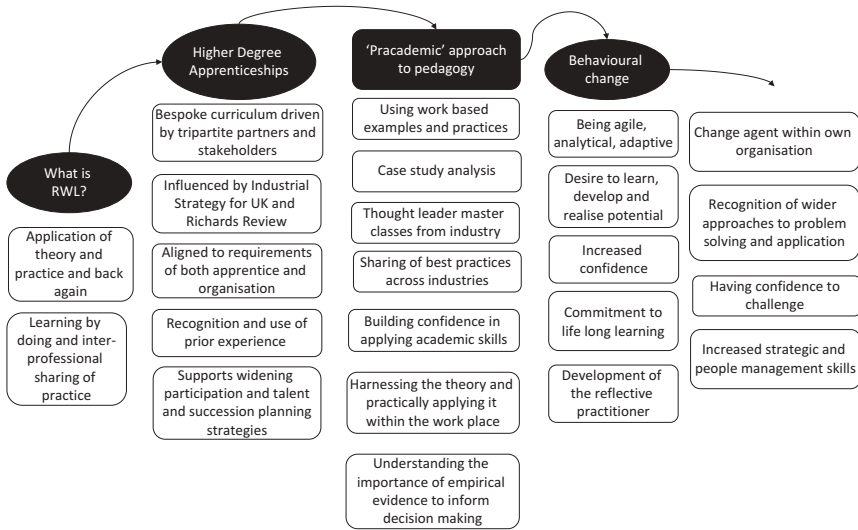 What is
RWL?
Application of
theory and
practice and back
again
Learning by
doing and inter-
professional
sharing of
practice
Higher Degree
Apprenticeships
Bespoke curriculum driven
by tripartite partners and
stakeholders
Influenced by Industrial
Strategy for UK and
Richards Review
Aligned to requirements
of both apprentice and
organisation
Recognition and use of
prior experience
Supports widening
participation and talent
and succession planning
strategies
‘Pracademic’ approach
to pedagogy
Using work based
examples and practices
Case study analysis
Thought leader master
classes from industry
Sharing of best practices
across industries
Building confidence in
applying academic skills
Harnessing the theory and
practically applying it
within the work place
Understanding the
importance of empirical
evidence to inform
decision making
Behavioural
change
Being agile,
analytical, adaptive
Desire to learn,
develop and
realise potential
Increased
confidence
Commitment to
life long learning
Development of
the reflective
practitioner
Change agent within own
organisation
Recognition of wider
approaches to problem
solving and application
Having confidence to
challenge
Increased strategic and
people management skills